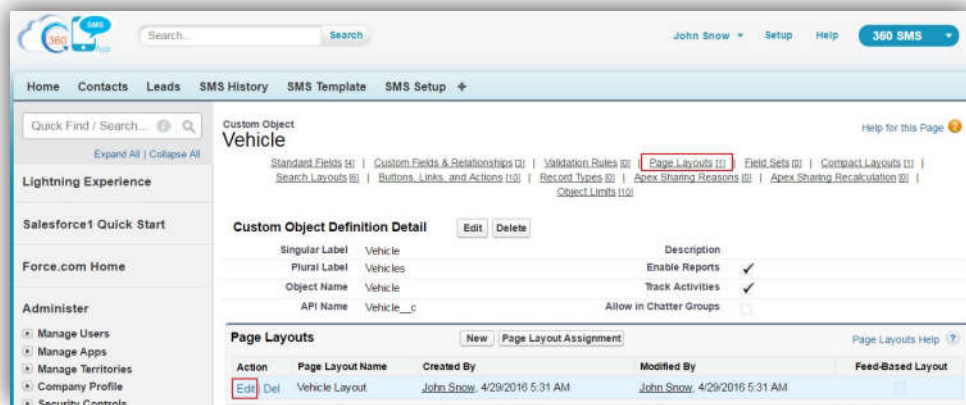 360 SMS App
Search... Search John Snow Setup Help 360 SMS
Home Contacts Leads SMS History SMS Template SMS Setup +
Quick Find / Search...
Expand All | Collapse All
Lightning Experience
Salesforce1 Quick Start
Force.com Home
Administer
Manage Users
Manage Apps
Manage Territories
Company Profile
Security Controls
Custom Object
Vehicle
Help for this Page
Standard Fields [4] | Custom Fields & Relationships [3] | Validation Rules [0] | Page Layouts [1] | Field Sets [0] | Compact Layouts [1] |
Search Layouts [6] | Buttons, Links, and Actions [10] | Record Types [0] | Apex Sharing Reasons [0] | Apex Sharing Recalculation [0] |
Object Limits [10]
Custom Object Definition Detail Edit Delete
Singular Label Vehicle Description
Plural Label Vehicles Enable Reports ✓
Object Name Vehicle Track Activities ✓
API Name Vehicle__c Allow in Chatter Groups
Page Layouts New Page Layout Assignment Page Layouts Help ?
Action Page Layout Name Created By Modified By Feed-Based Layout
Edit | Del Vehicle Layout John Snow, 4/29/2016 5:31 AM John Snow, 4/29/2016 5:31 AM